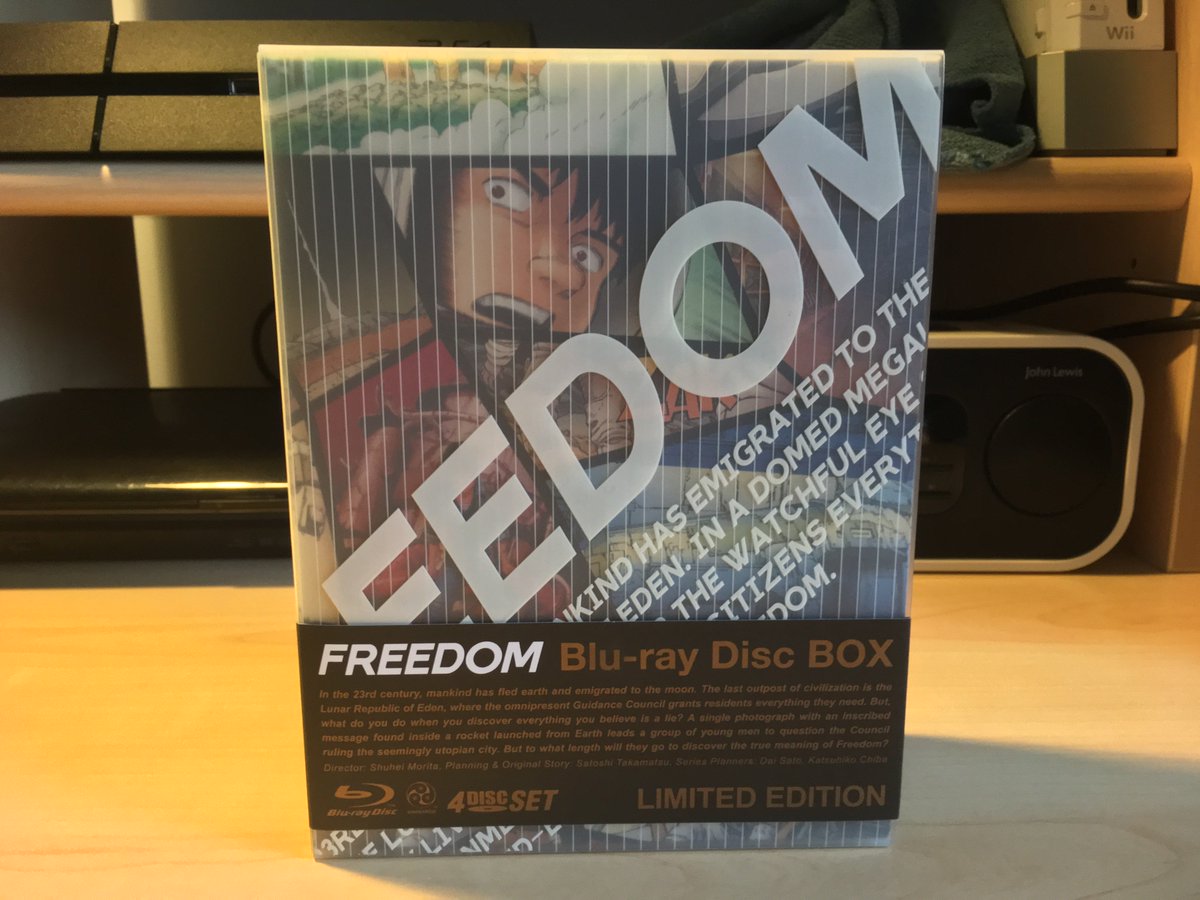 PS4
Wii
John Lewis
EEDOM
NKIND HAS EMIGRATED TO THE
EDEN. IN A DOMED MEGAL
THE WATCHFUL EYE
CITIZENS EVERYT
EDOM.
FREEDOM Blu-ray Disc BOX
In the 23rd century, mankind has fled earth and emigrated to the moon. The last outpost of civilization is the
Lunar Republic of Eden, where the omnipresent Guidance Council grants residents everything they need. But,
what do you do when you discover everything you believe is a lie? A single photograph with an inscribed
message found inside a rocket launched from Earth leads a group of young men to question the Council
ruling the seemingly utopian city. But to what length will they go to discover the true meaning of Freedom?
Director: Shuhei Morita, Planning & Original Story: Satoshi Takamatsu, Series Planners: Dai Sato, Katsuhiko Chiba
Blu-ray Disc
4 DISC SET
LIMITED EDITION